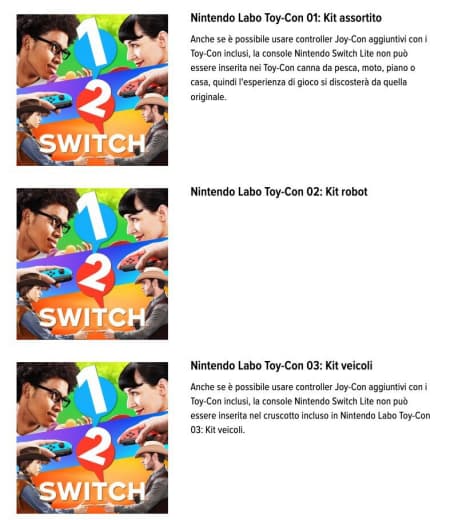 1
2
SWITCH
Nintendo Labo Toy-Con 01: Kit assortito
Anche se è possibile usare controller Joy-Con aggiuntivi con i
Toy-Con inclusi, la console Nintendo Switch Lite non può
essere inserita nei Toy-Con canna da pesca, moto, piano o
casa, quindi l'esperienza di gioco si discosterà da quella
originale.
1
2
SWITCH
Nintendo Labo Toy-Con 02: Kit robot
1
2
SWITCH
Nintendo Labo Toy-Con 03: Kit veicoli
Anche se è possibile usare controller Joy-Con aggiuntivi con i
Toy-Con inclusi, la console Nintendo Switch Lite non può
essere inserita nel cruscotto incluso in Nintendo Labo Toy-Con
03: Kit veicoli.